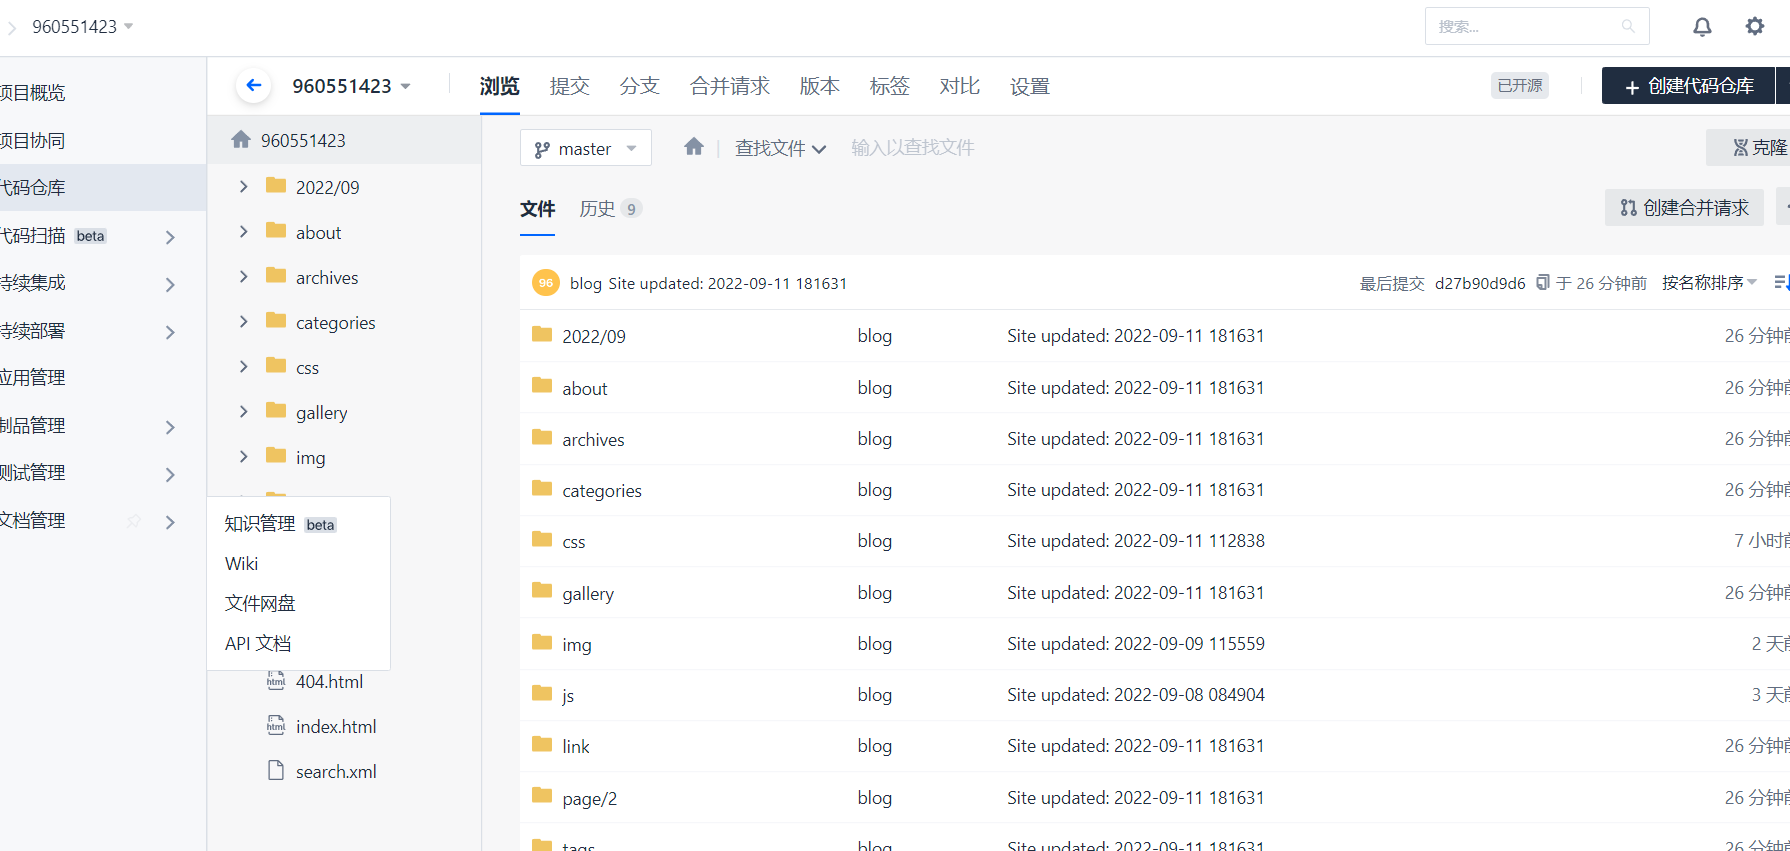 960551423
搜索...
项目概览
项目协同
代码仓库
代码扫描 beta
持续集成
持续部署
应用管理
制品管理
测试管理
文档管理
960551423
浏览 提交 分支 合并请求 版本 标签 对比 设置
已开源
+ 创建代码仓库
960551423
2022/09
about
archives
categories
css
gallery
img
知识管理 beta
Wiki
文件网盘
API 文档
404.html
index.html
search.xml
master
查找文件
输入以查找文件
克隆
文件 历史 9
创建合并请求
96 blog Site updated: 2022-09-11 181631 最后提交 d27b90d9d6 于 26 分钟前 按名称排序
2022/09 blog Site updated: 2022-09-11 181631 26 分钟前
about blog Site updated: 2022-09-11 181631 26 分钟前
archives blog Site updated: 2022-09-11 181631 26 分钟前
categories blog Site updated: 2022-09-11 181631 26 分钟前
css blog Site updated: 2022-09-11 112838 7 小时前
gallery blog Site updated: 2022-09-11 181631 26 分钟前
img blog Site updated: 2022-09-09 115559 2 天前
js blog Site updated: 2022-09-08 084904 3 天前
link blog Site updated: 2022-09-11 181631 26 分钟前
page/2 blog Site updated: 2022-09-11 181631 26 分钟前
tags blog Site updated: 2022-09-11 181631 26 分钟前